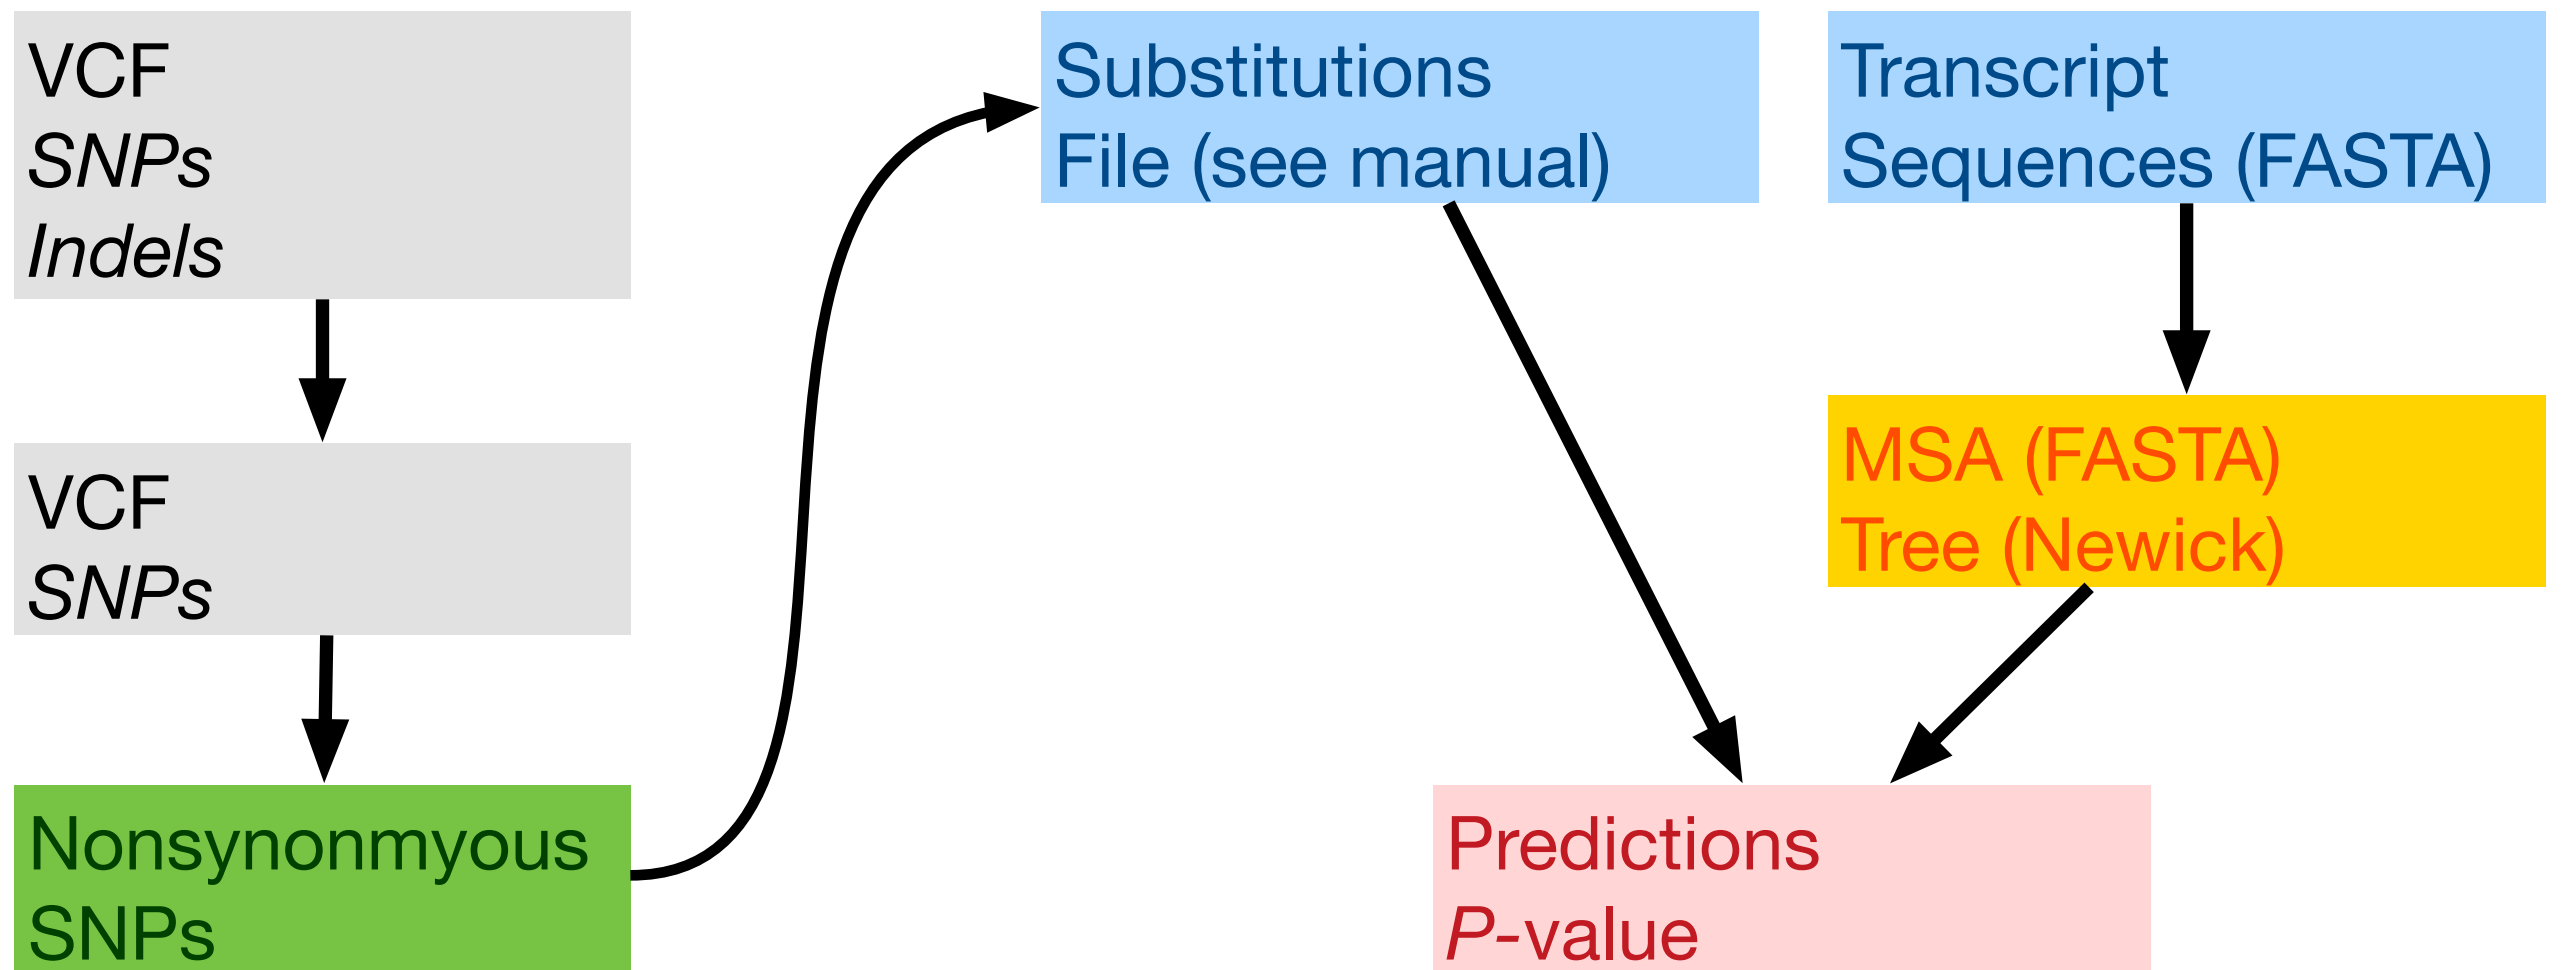 VCF
SNPs
Indels
VCF
SNPs
Nonsynonmyous
SNPs
Substitutions
File (see manual)
Transcript
Sequences (FASTA)
MSA (FASTA)
Tree (Newick)
Predictions
P-value